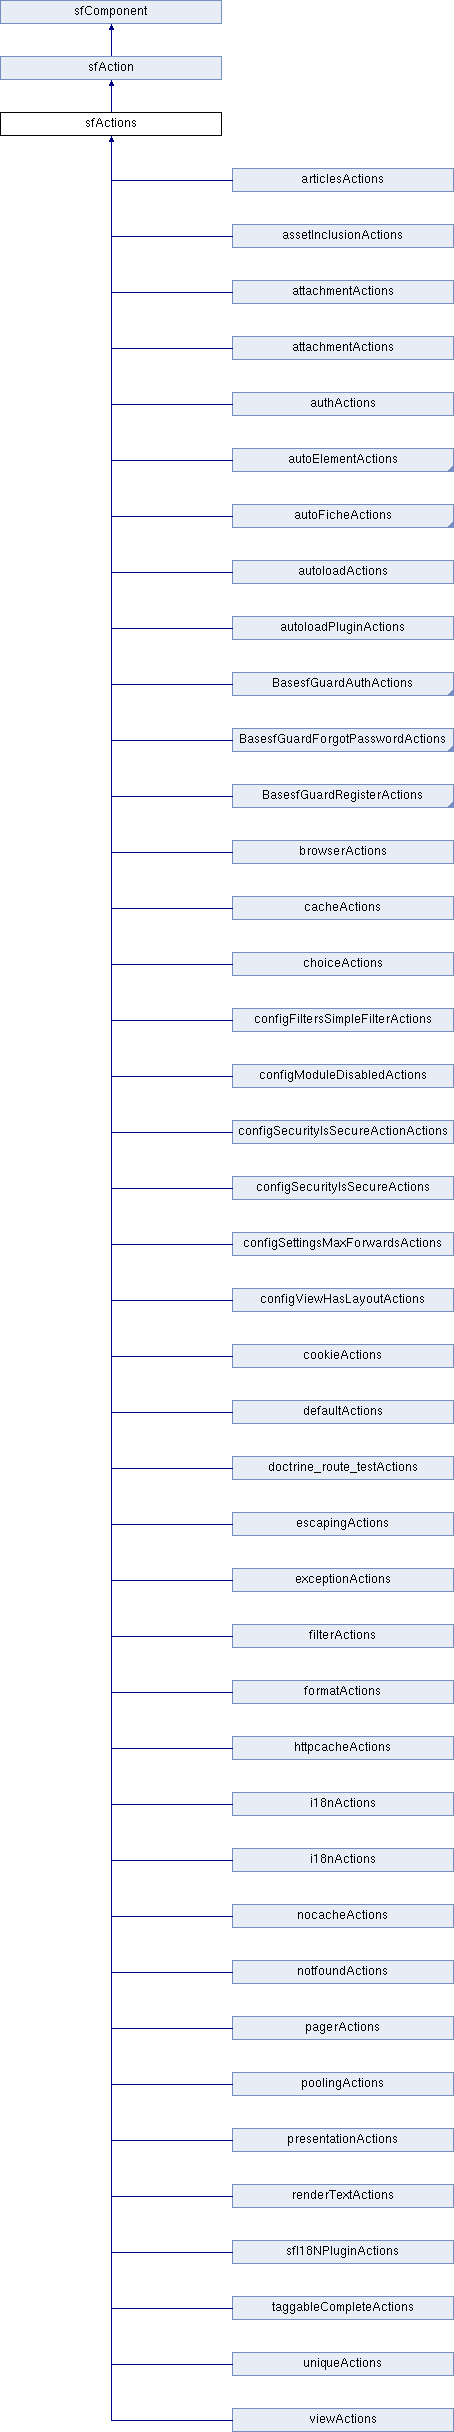 sfComponent
sfAction
sfActions
articlesActions
assetInclusionActions
attachmentActions
attachmentActions
authActions
autoElementActions
autoFicheActions
autoloadActions
autoloadPluginActions
BasesfGuardAuthActions
BasesfGuardForgotPasswordActions
BasesfGuardRegisterActions
browserActions
cacheActions
choiceActions
configFiltersSimpleFilterActions
configModuleDisabledActions
configSecurityIsSecureActionActions
configSecurityIsSecureActions
configSettingsMaxForwardsActions
configViewHasLayoutActions
cookieActions
defaultActions
doctrine_route_testActions
escapingActions
exceptionActions
filterActions
formatActions
httpcacheActions
i18nActions
i18nActions
nocacheActions
notfoundActions
pagerActions
poolingActions
presentationActions
renderTextActions
sfI18NPluginActions
taggableCompleteActions
uniqueActions
viewActions